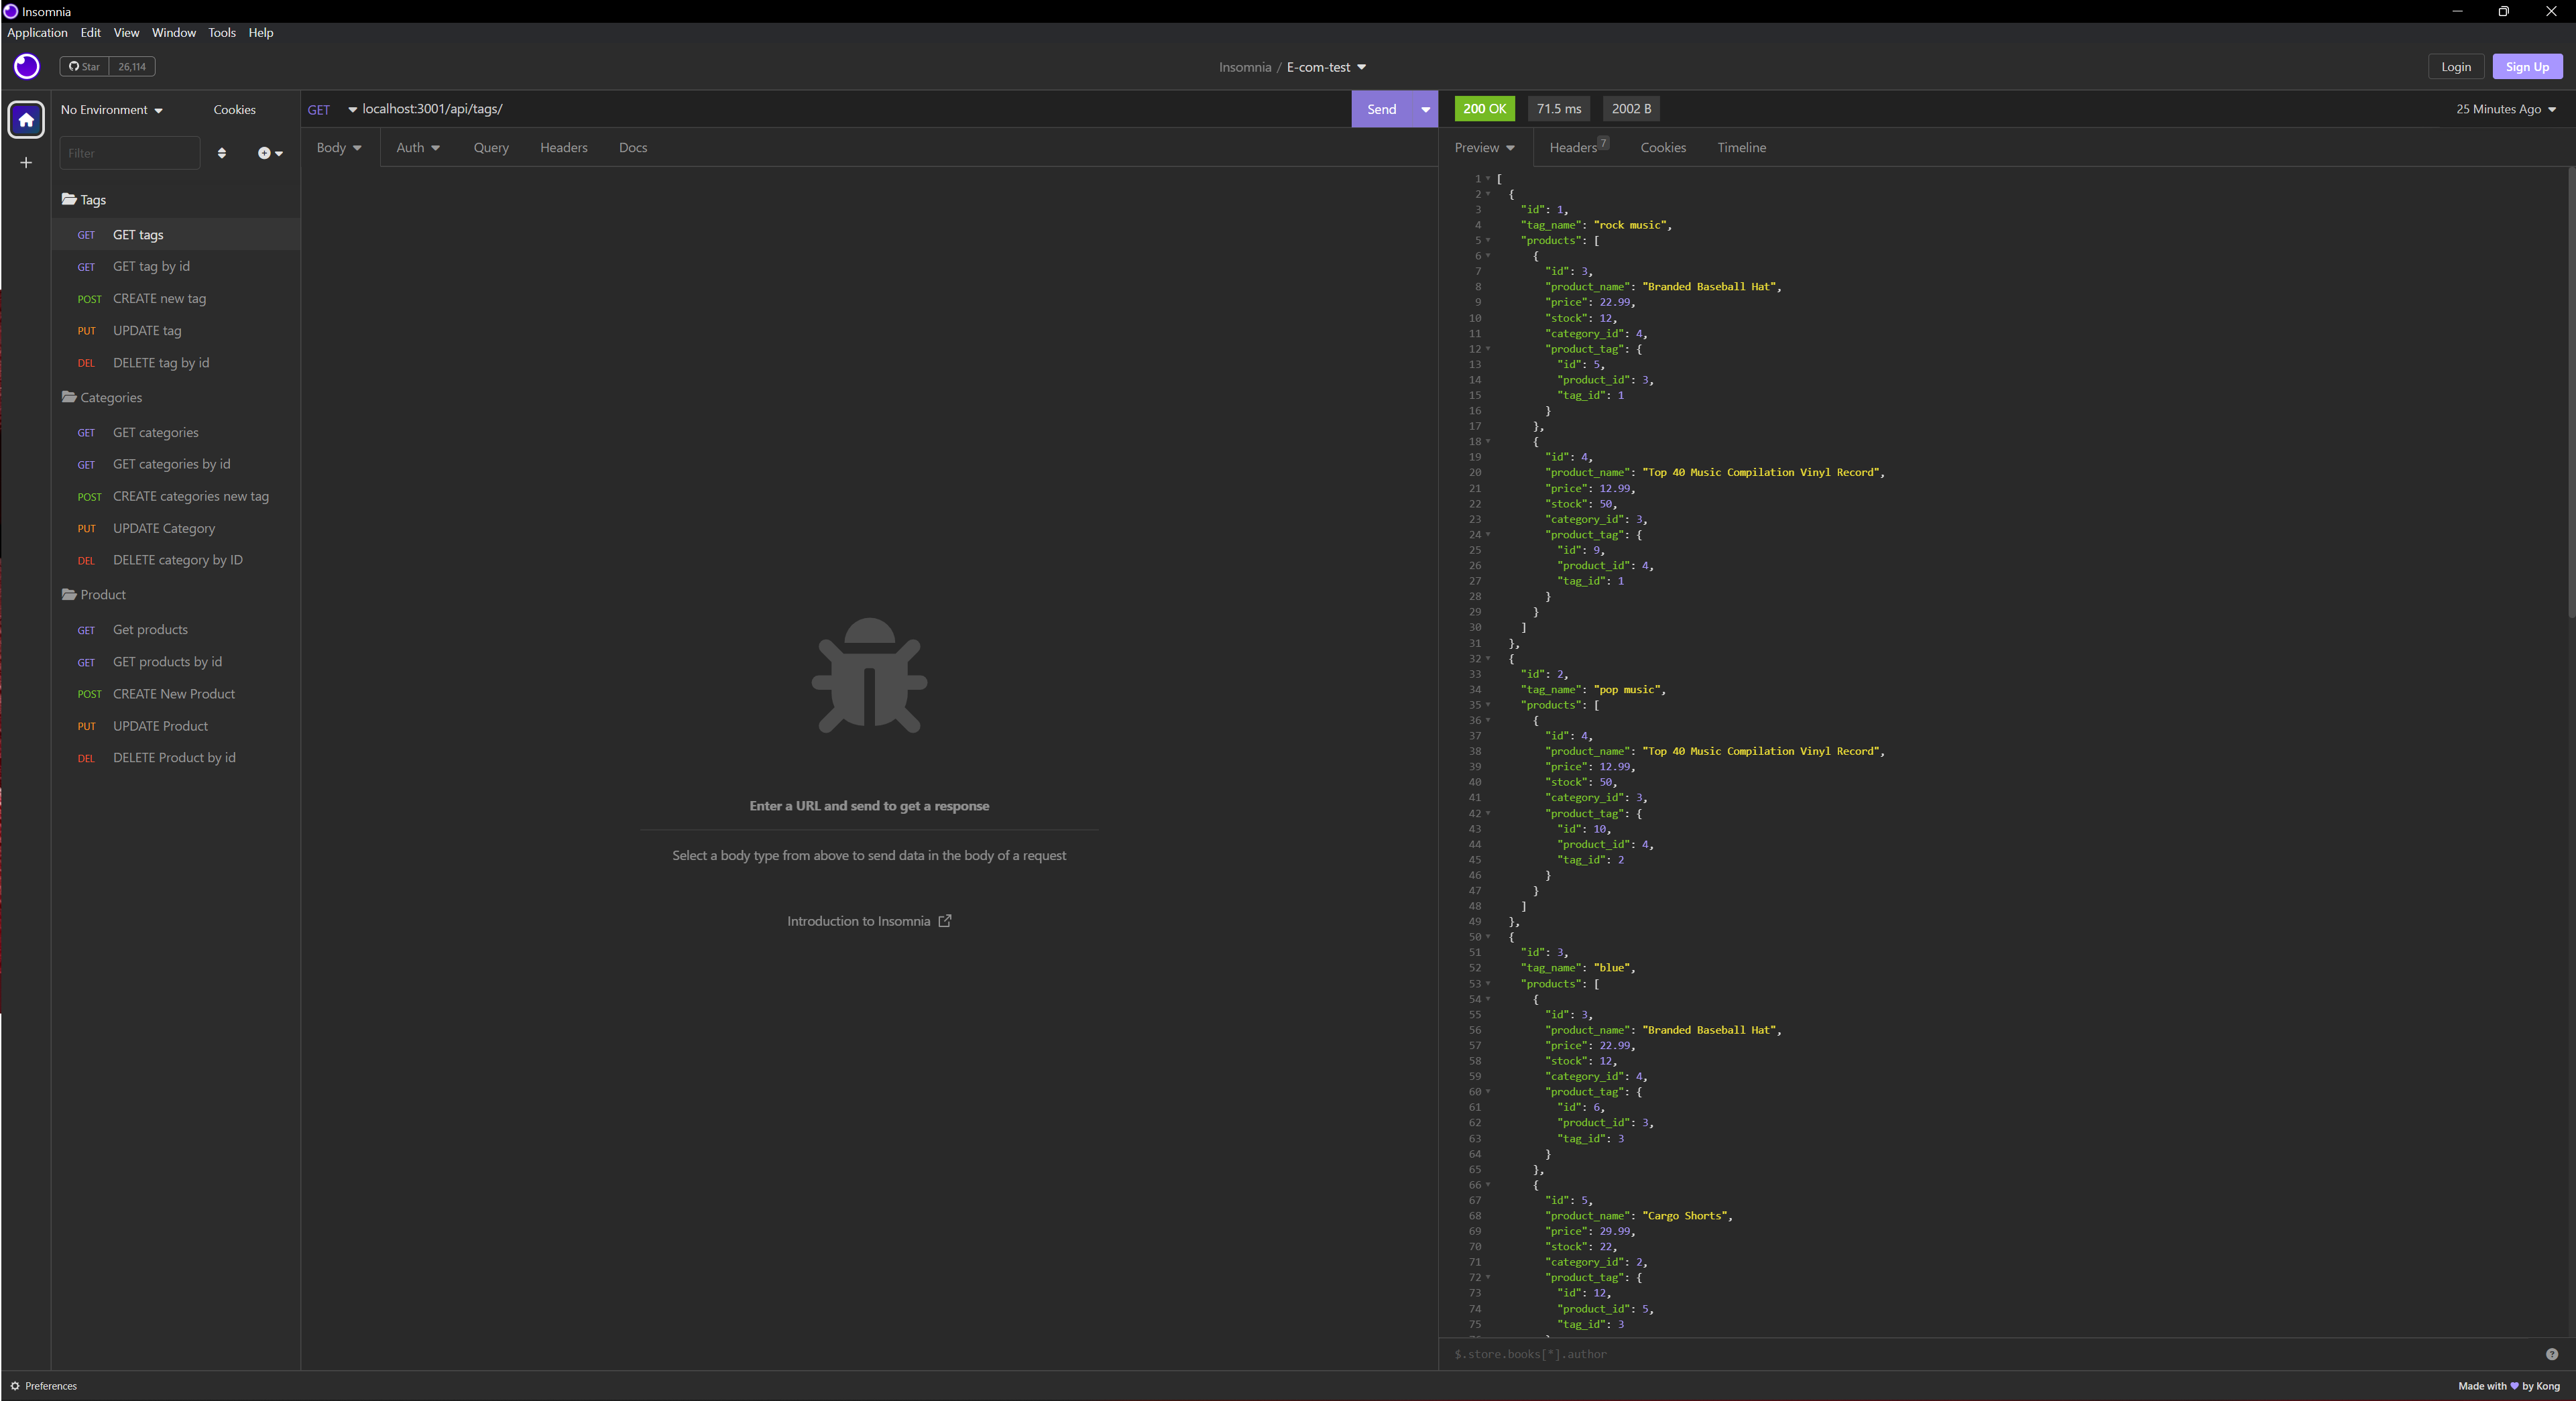 Insomnia
Application Edit View Window Tools Help
Star 26,114
Insomnia / E-com-test
Login Sign Up
No Environment Cookies
Filter
Tags
GET GET tags
GET GET tag by id
POST CREATE new tag
PUT UPDATE tag
DEL DELETE tag by id
Categories
GET GET categories
GET GET categories by id
POST CREATE categories new tag
PUT UPDATE Category
DEL DELETE category by ID
Product
GET Get products
GET GET products by id
POST CREATE New Product
PUT UPDATE Product
DEL DELETE Product by id
GET localhost:3001/api/tags/ Send
Body Auth Query Headers Docs
Enter a URL and send to get a response
Select a body type from above to send data in the body of a request
Introduction to Insomnia
200 OK 71.5 ms 2002 B 25 Minutes Ago
Preview Headers 7 Cookies Timeline
1 [
2 {
3 "id": 1,
4 "tag_name": "rock music",
5 "products": [
6 {
7 "id": 3,
8 "product_name": "Branded Baseball Hat",
9 "price": 22.99,
10 "stock": 12,
11 "category_id": 4,
12 "product_tag": {
13 "id": 5,
14 "product_id": 3,
15 "tag_id": 1
16 }
17 },
18 {
19 "id": 4,
20 "product_name": "Top 40 Music Compilation Vinyl Record",
21 "price": 12.99,
22 "stock": 50,
23 "category_id": 3,
24 "product_tag": {
25 "id": 9,
26 "product_id": 4,
27 "tag_id": 1
28 }
29 }
30 ]
31 },
32 {
33 "id": 2,
34 "tag_name": "pop music",
35 "products": [
36 {
37 "id": 4,
38 "product_name": "Top 40 Music Compilation Vinyl Record",
39 "price": 12.99,
40 "stock": 50,
41 "category_id": 3,
42 "product_tag": {
43 "id": 10,
44 "product_id": 4,
45 "tag_id": 2
46 }
47 }
48 ]
49 },
50 {
51 "id": 3,
52 "tag_name": "blue",
53 "products": [
54 {
55 "id": 3,
56 "product_name": "Branded Baseball Hat",
57 "price": 22.99,
58 "stock": 12,
59 "category_id": 4,
60 "product_tag": {
61 "id": 6,
62 "product_id": 3,
63 "tag_id": 3
64 }
65 },
66 {
67 "id": 5,
68 "product_name": "Cargo Shorts",
69 "price": 29.99,
70 "stock": 22,
71 "category_id": 2,
72 "product_tag": {
73 "id": 12,
74 "product_id": 5,
75 "tag_id": 3
$.store.books[*].author
Preferences
Made with by Kong